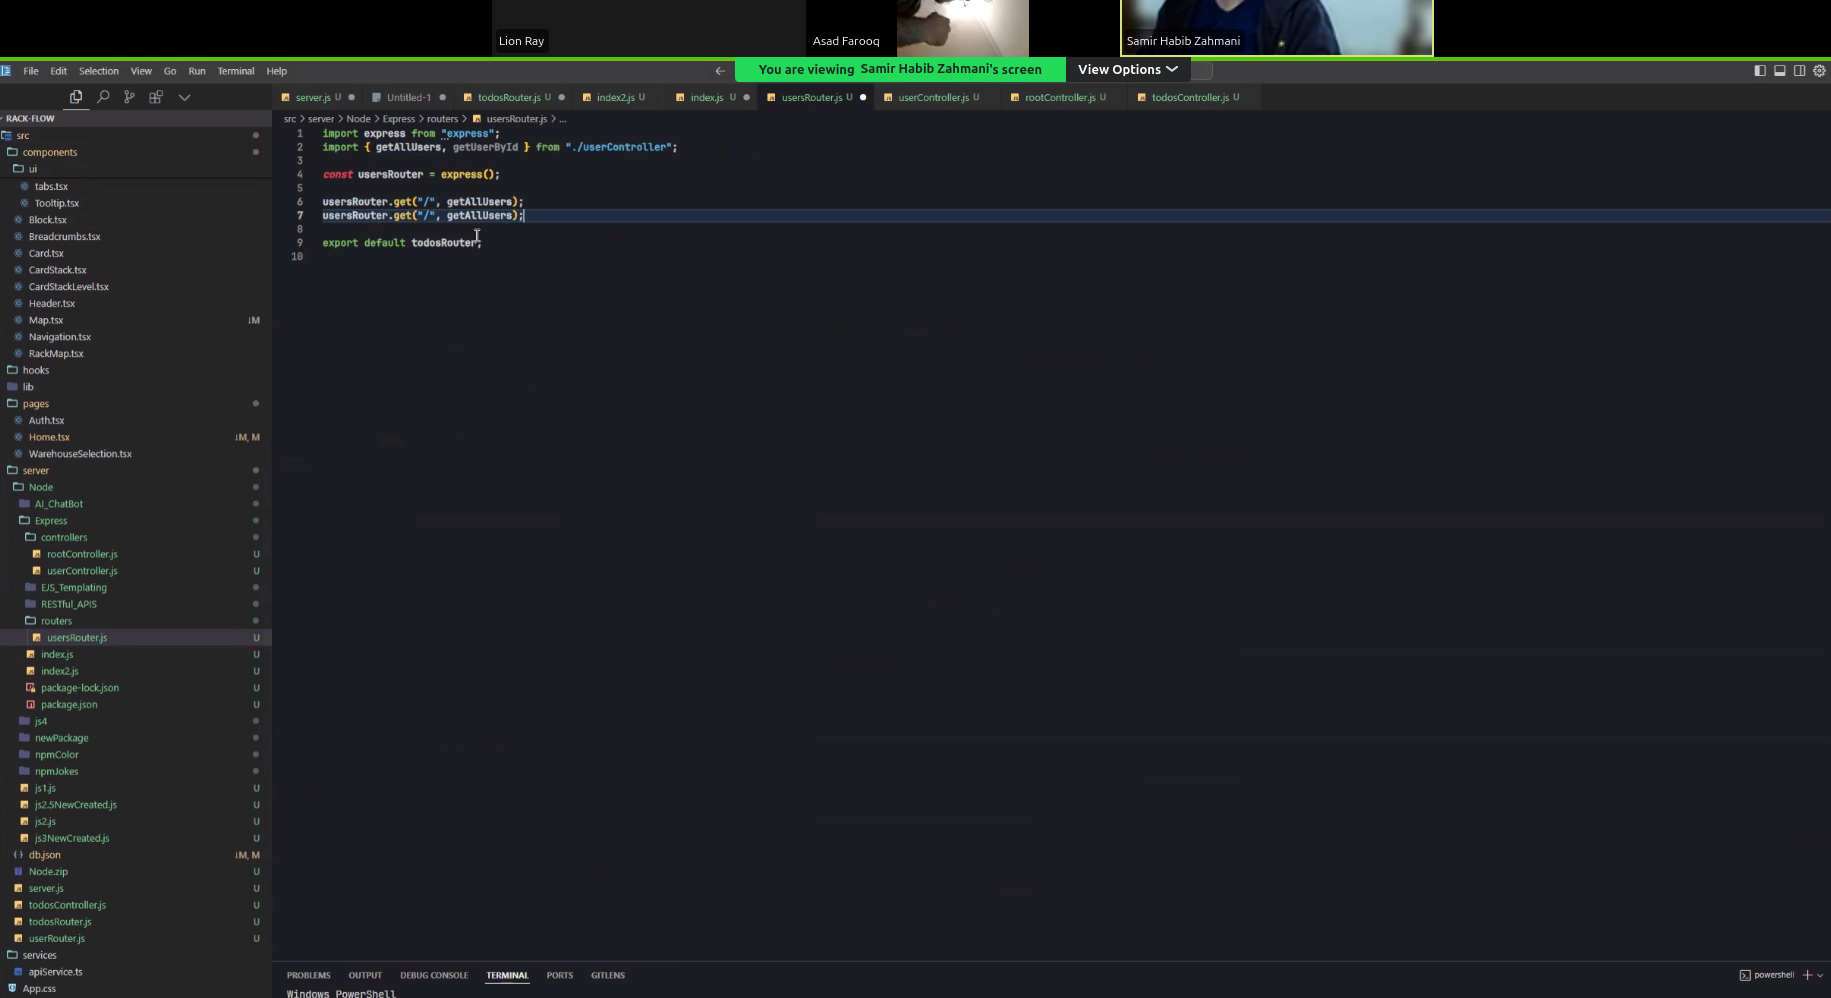 Lion Ray
Asad Farooq
Samir Habib Zahmani
You are viewing Samir Habib Zahmani's screen
View Options
File Edit Selection View Go Run Terminal Help
server.js U
Untitled-1
todosRouter.js U
index2.js U
index.js U
usersRouter.js U
userController.js U
rootController.js U
todosController.js U
RACK-FLOW
src
components
ui
tabs.tsx
Tooltip.tsx
Block.tsx
Breadcrumbs.tsx
Card.tsx
CardStack.tsx
CardStackLevel.tsx
Header.tsx
Map.tsx ↓M
Navigation.tsx
RackMap.tsx
hooks
lib
pages
Auth.tsx
Home.tsx ↓M, M
WarehouseSelection.tsx
server
Node
AI_ChatBot
Express
controllers
rootController.js U
userController.js U
EJS_Templating
RESTful_APIS
routers
usersRouter.js U
index.js U
index2.js U
package-lock.json U
package.json U
js4
newPackage
npmColor
npmJokes
js1.js U
js2.5NewCreated.js U
js2.js U
js3NewCreated.js U
db.json ↓M, M
Node.zip U
server.js U
todosController.js U
todosRouter.js U
userRouter.js U
services
apiService.ts
App.css
src > server > Node > Express > routers > usersRouter.js > ...
1 import express from "express";
2 import { getAllUsers, getUserById } from "./userController";
3
4 const usersRouter = express();
5
6 usersRouter.get("/", getAllUsers);
7 usersRouter.get("/", getAllUsers);
8
9 export default todosRouter;
10
PROBLEMS OUTPUT DEBUG CONSOLE TERMINAL PORTS GITLENS
powershell
Windows PowerShell